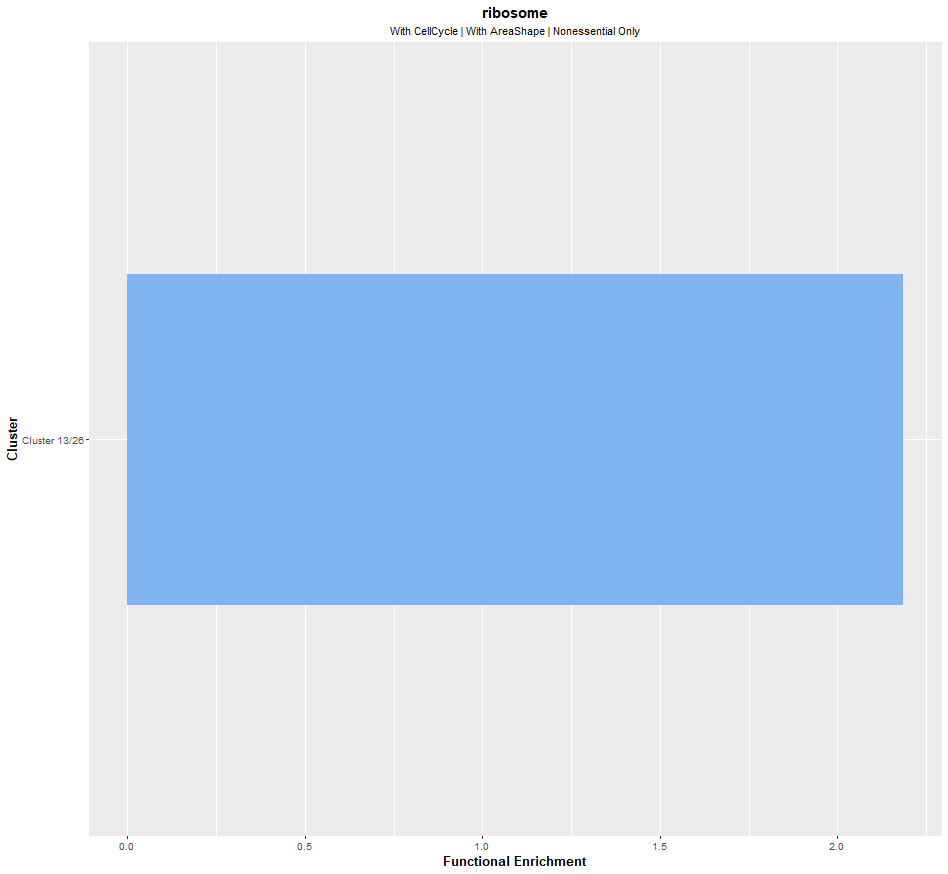 ribosome
With CellCycle | With AreaShape | Nonessential Only
Cluster
Cluster 13/26
0.0 0.5 1.0 1.5 2.0
Functional Enrichment